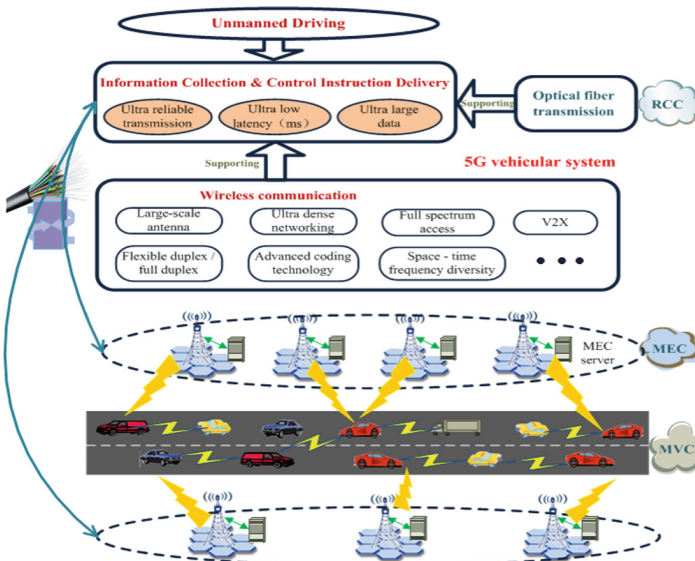 Unmanned Driving
Information Collection & Control Instruction Delivery
Ultra reliable
transmission
Ultra low
latency（ms）
Ultra large
data
Supporting
Optical fiber
transmission
RCC
Supporting
5G vehicular system
Wireless communication
Large-scale
antenna
Ultra dense
networking
Full spectrum
access
V2X
Flexible duplex /
full duplex
Advanced coding
technology
Space - time
frequency diversity
MEC
server
MEC
MVC